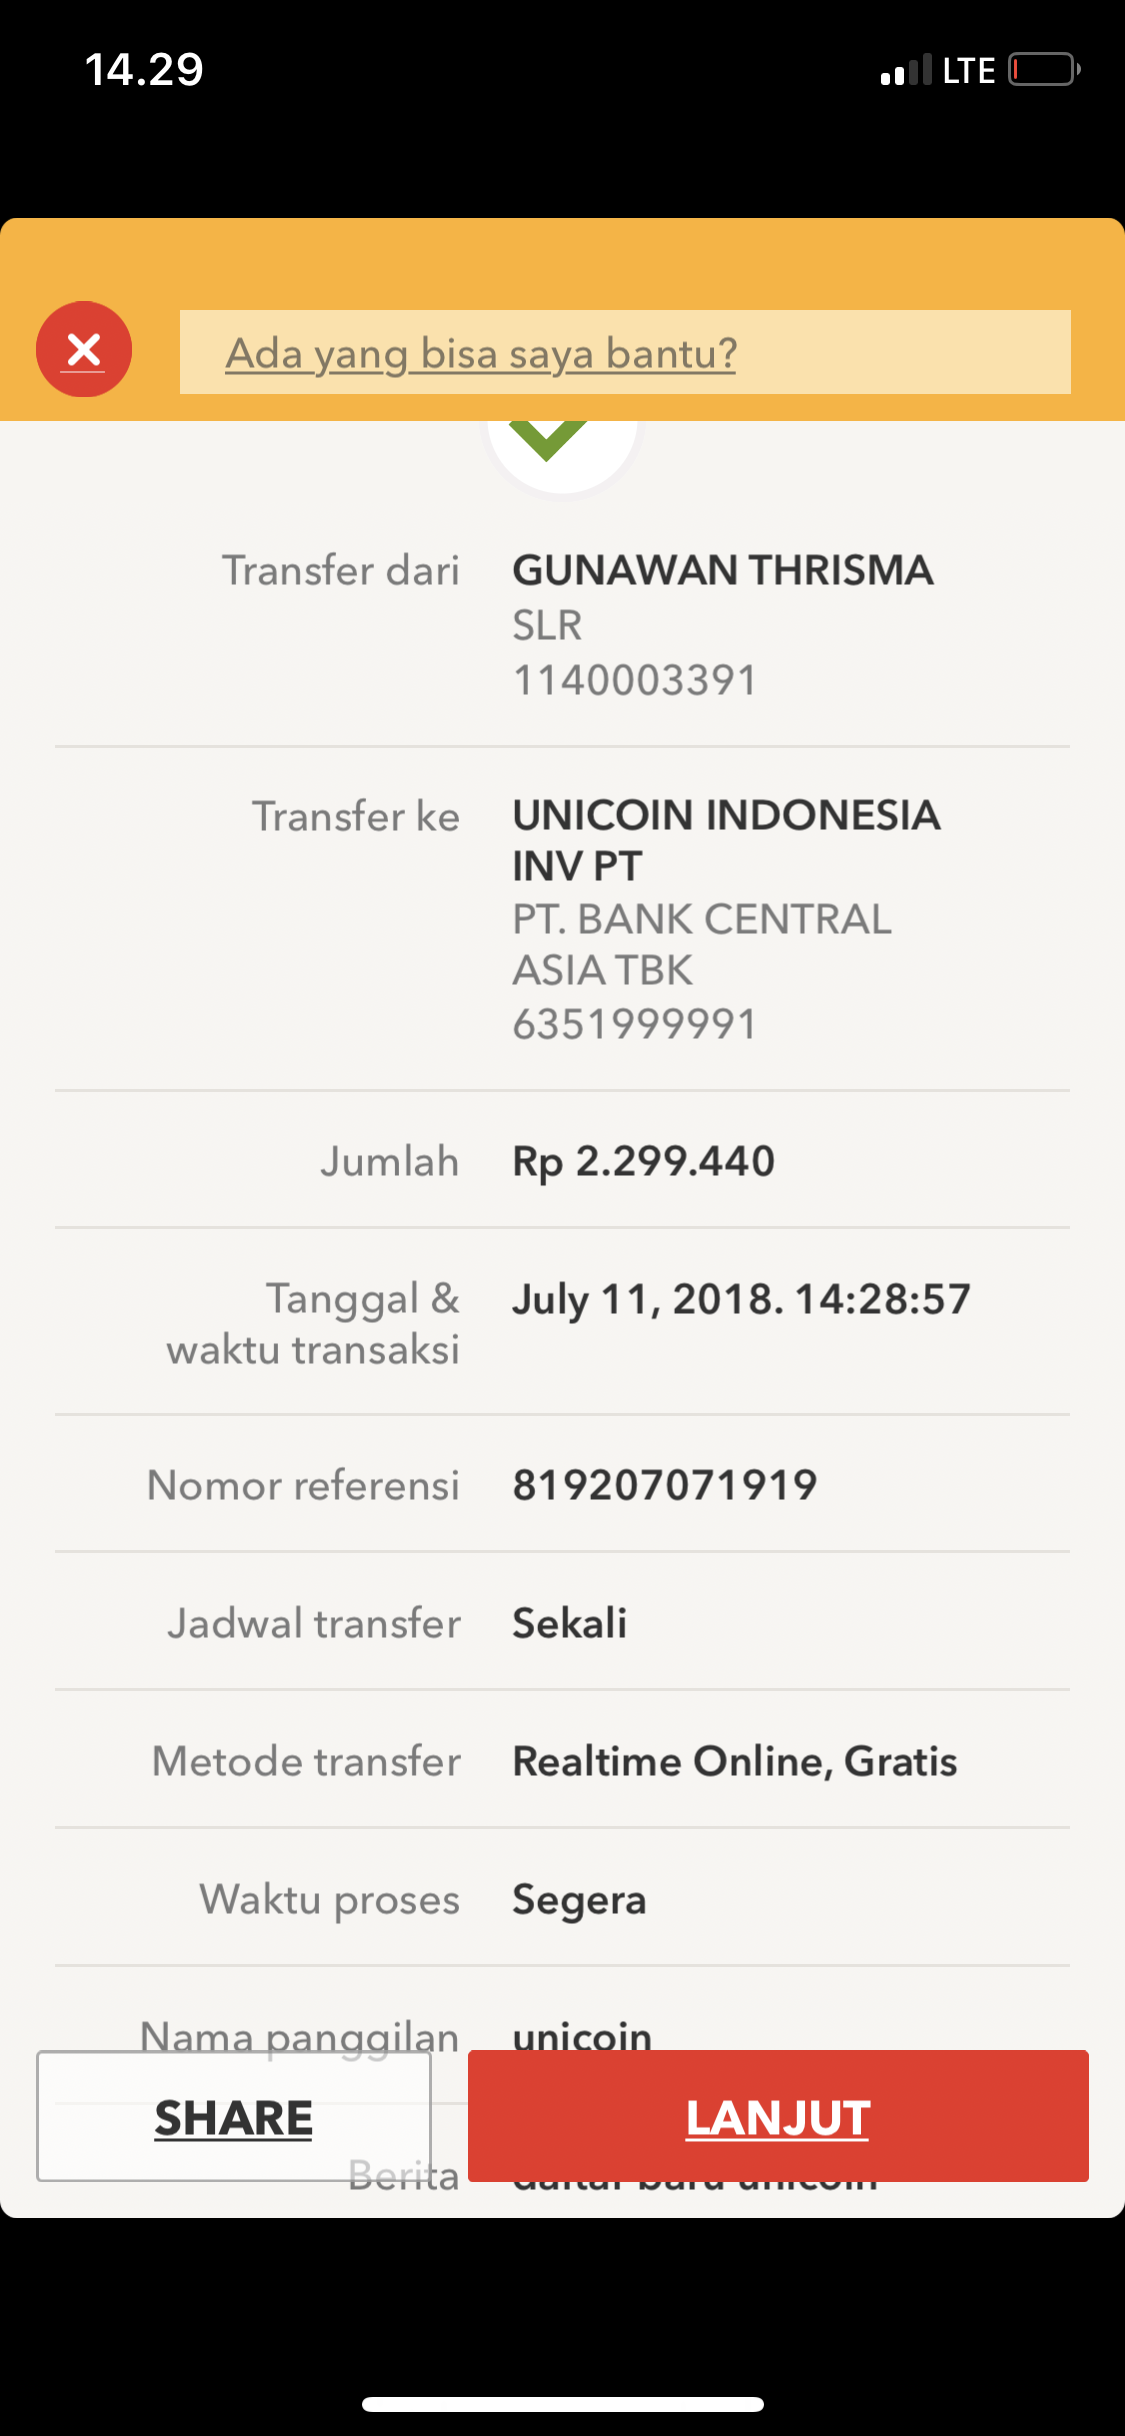 14.29
LTE
Ada yang bisa saya bantu?
Transfer dari
GUNAWAN THRISMA
SLR
1140003391
Transfer ke
UNICOIN INDONESIA
INV PT
PT. BANK CENTRAL
ASIA TBK
6351999991
Jumlah
Rp 2.299.440
Tanggal &
waktu transaksi
July 11, 2018. 14:28:57
Nomor referensi
819207071919
Jadwal transfer
Sekali
Metode transfer
Realtime Online, Gratis
Waktu proses
Segera
Nama panggilan
unicoin
SHARE
LANJUT
Berita
daftar baru unicoin